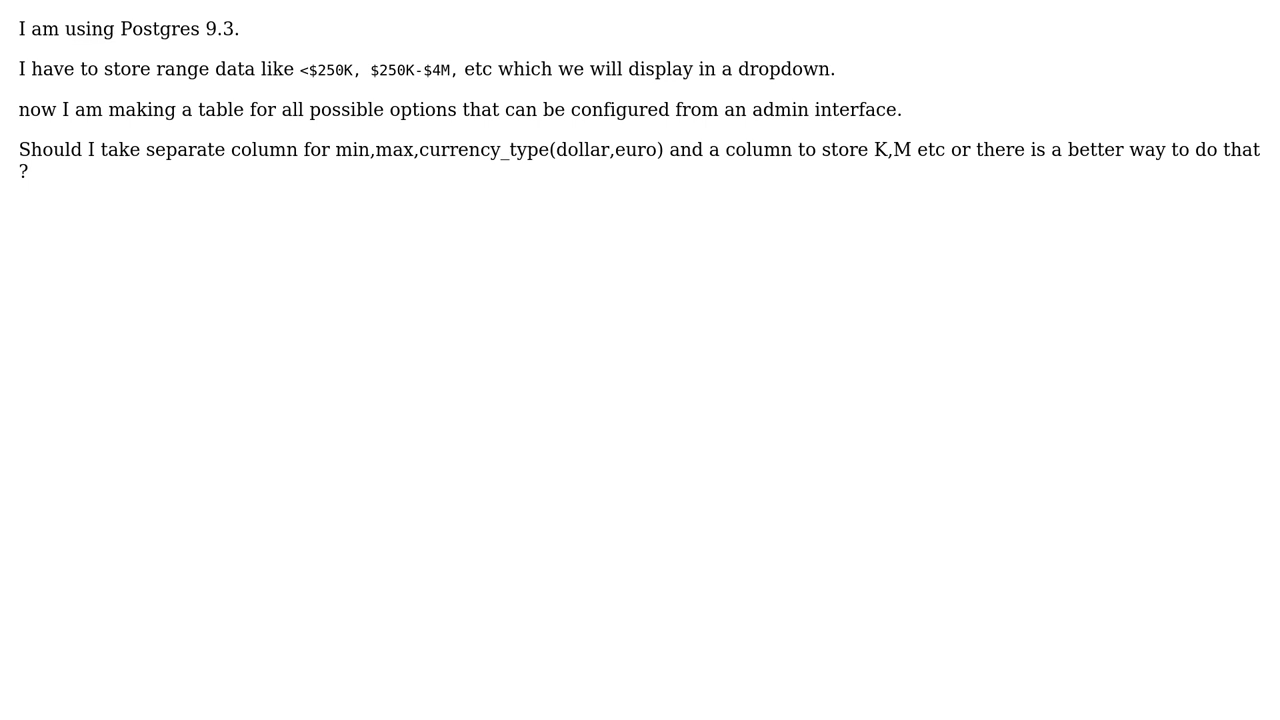 I am using Postgres 9.3.
I have to store range data like <$250K, $250K-$4M, etc which we will display in a dropdown.
now I am making a table for all possible options that can be configured from an admin interface.
Should I take separate column for min,max,currency_type(dollar,euro) and a column to store K,M etc or there is a better way to do that
?